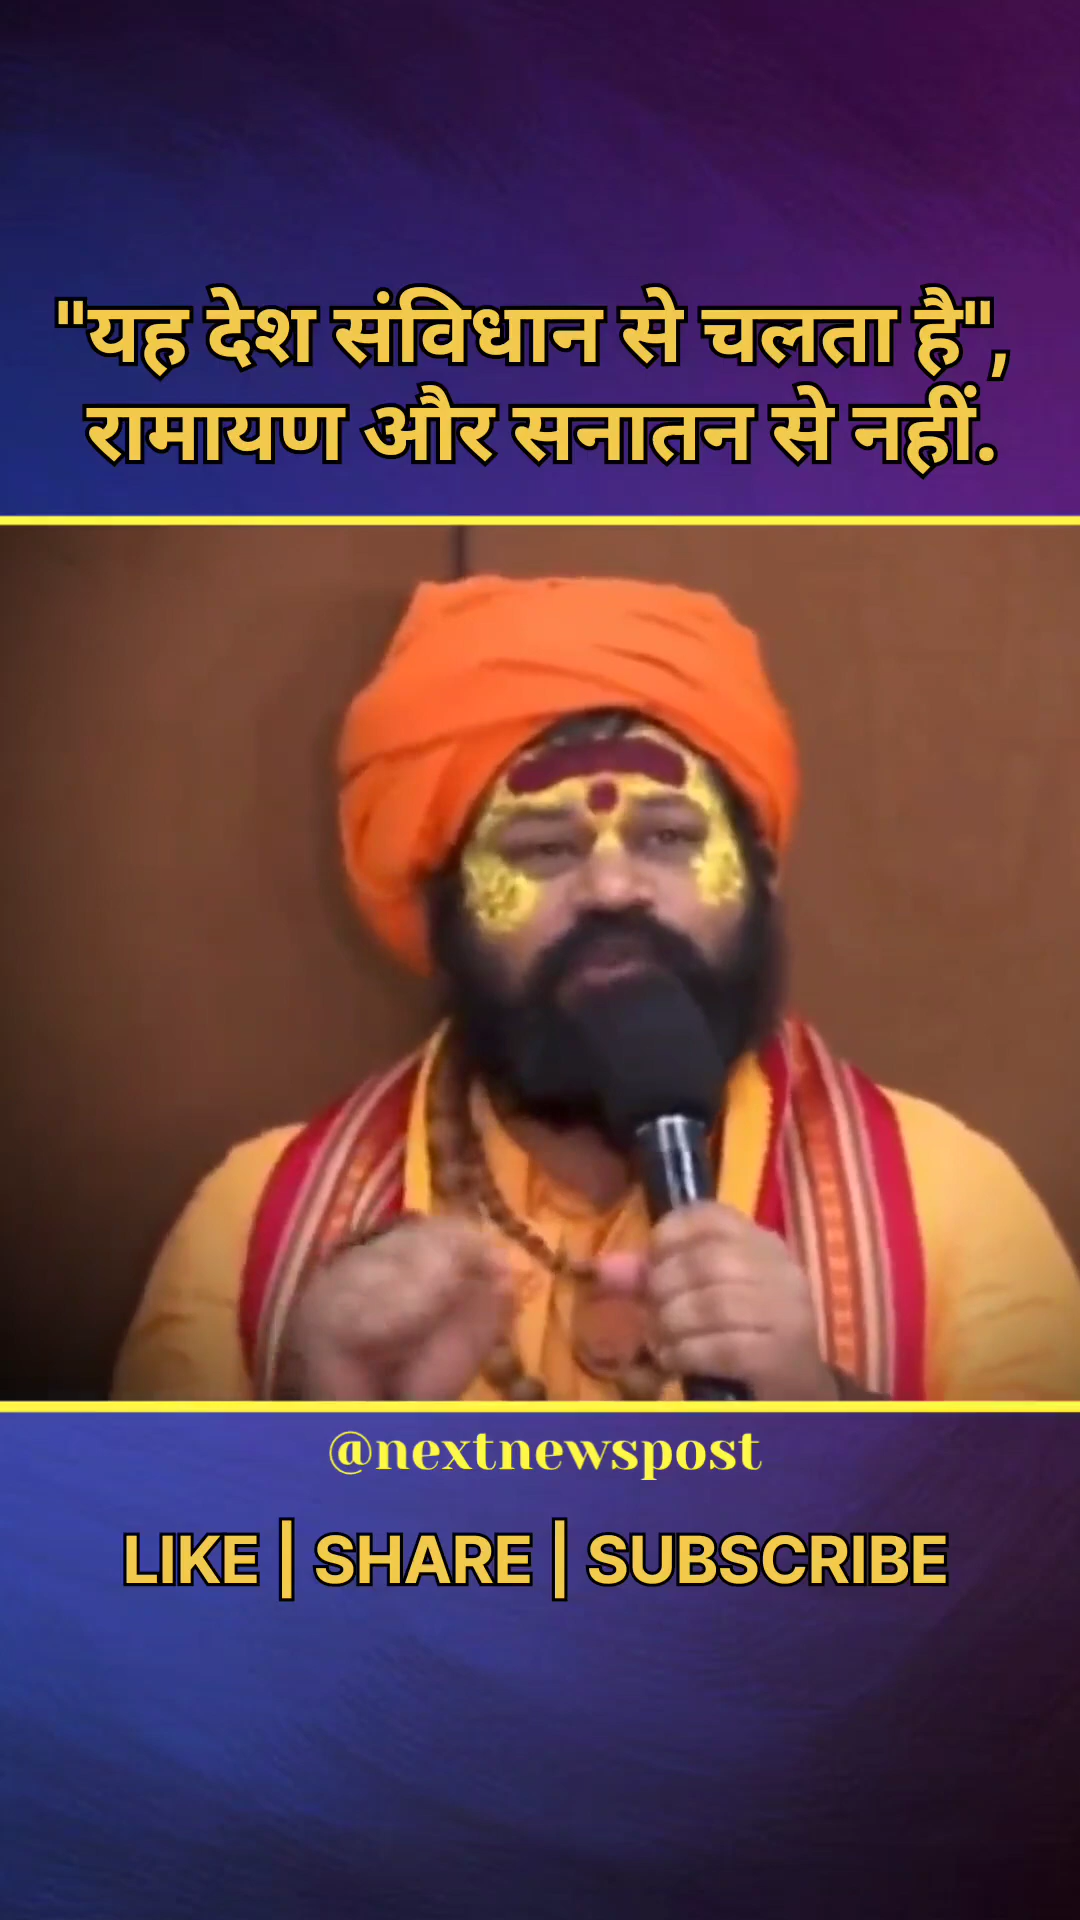 "यह देश संविधान से चलता है",
रामायण और सनातन से नहीं.
@nextnewspost
LIKE | SHARE | SUBSCRIBE